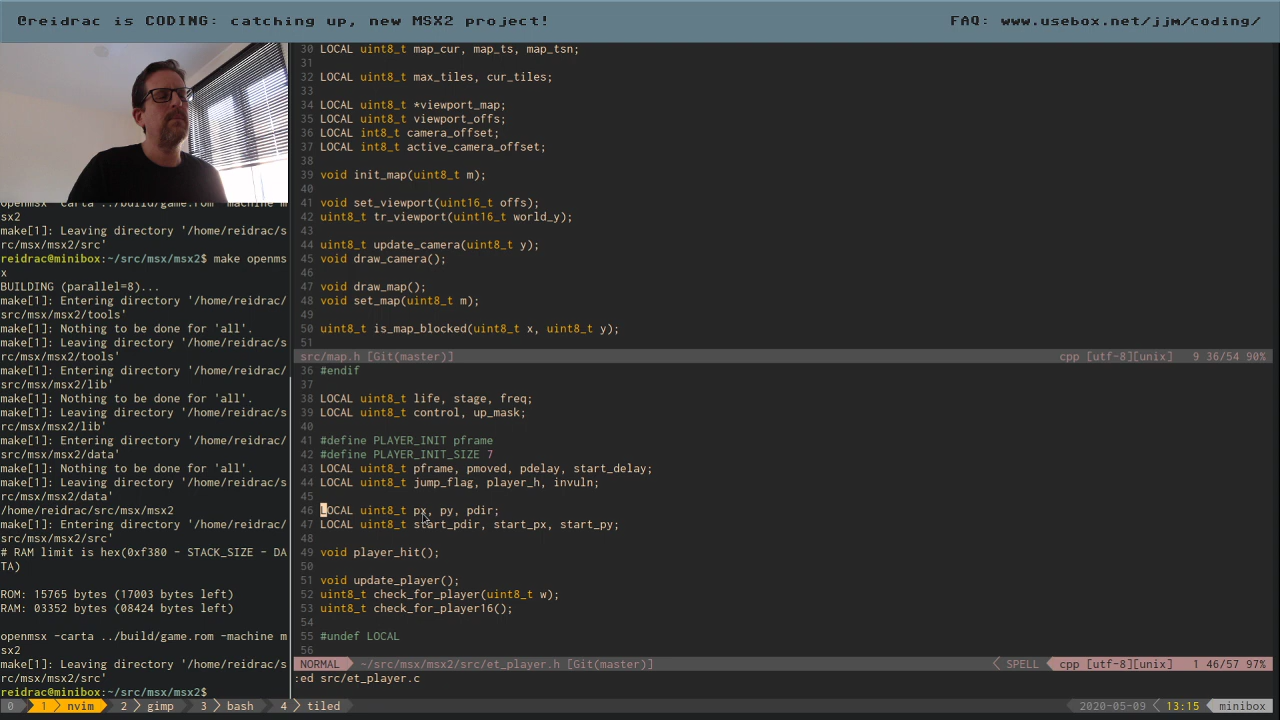 @reidrac is CODING: catching up, new MSX2 project!
FAQ: www.usebox.net/jjm/coding/
openmsx -carta ../build/game.rom -machine m
sx2
make[1]: Leaving directory '/home/reidrac/s
rc/msx/msx2/src'
reidrac@minibox:~/src/msx/msx2$ make openms
x
BUILDING (parallel=8)...
make[1]: Entering directory '/home/reidrac/
src/msx/msx2/tools'
make[1]: Nothing to be done for 'all'.
make[1]: Leaving directory '/home/reidrac/s
rc/msx/msx2/tools'
make[1]: Entering directory '/home/reidrac/
src/msx/msx2/lib'
make[1]: Nothing to be done for 'all'.
make[1]: Leaving directory '/home/reidrac/s
rc/msx/msx2/lib'
make[1]: Entering directory '/home/reidrac/
src/msx/msx2/data'
make[1]: Nothing to be done for 'all'.
make[1]: Leaving directory '/home/reidrac/s
rc/msx/msx2/data'
/home/reidrac/src/msx/msx2
make[1]: Entering directory '/home/reidrac/
src/msx/msx2/src'
# RAM limit is hex(0xf380 - STACK_SIZE - DA
TA)
ROM: 15765 bytes (17003 bytes left)
RAM: 03352 bytes (08424 bytes left)
openmsx -carta ../build/game.rom -machine m
sx2
make[1]: Leaving directory '/home/reidrac/s
rc/msx/msx2/src'
reidrac@minibox:~/src/msx/msx2$
30 LOCAL uint8_t map_cur, map_ts, map_tsn;
31
32 LOCAL uint8_t max_tiles, cur_tiles;
33
34 LOCAL uint8_t *viewport_map;
35 LOCAL uint8_t viewport_offs;
36 LOCAL int8_t camera_offset;
37 LOCAL int8_t active_camera_offset;
38
39 void init_map(uint8_t m);
40
41 void set_viewport(uint16_t offs);
42 uint8_t tr_viewport(uint16_t world_y);
43
44 uint8_t update_camera(uint8_t y);
45 void draw_camera();
46
47 void draw_map();
48 void set_map(uint8_t m);
49
50 uint8_t is_map_blocked(uint8_t x, uint8_t y);
51
src/map.h [Git(master)] cpp [utf-8][unix] 9 36/54 90%
36 #endif
37
38 LOCAL uint8_t life, stage, freq;
39 LOCAL uint8_t control, up_mask;
40
41 #define PLAYER_INIT pframe
42 #define PLAYER_INIT_SIZE 7
43 LOCAL uint8_t pframe, pmoved, pdelay, start_delay;
44 LOCAL uint8_t jump_flag, player_h, invuln;
45
46 LOCAL uint8_t px, py, pdir;
47 LOCAL uint8_t start_pdir, start_px, start_py;
48
49 void player_hit();
50
51 void update_player();
52 uint8_t check_for_player(uint8_t w);
53 uint8_t check_for_player16();
54
55 #undef LOCAL
56
NORMAL ~/src/msx/msx2/src/et_player.h [Git(master)] SPELL cpp [utf-8][unix] 1 46/57 97%
:ed src/et_player.c
0 1 nvim 2 gimp 3 bash 4 tiled 2020-05-09 13:15 minibox